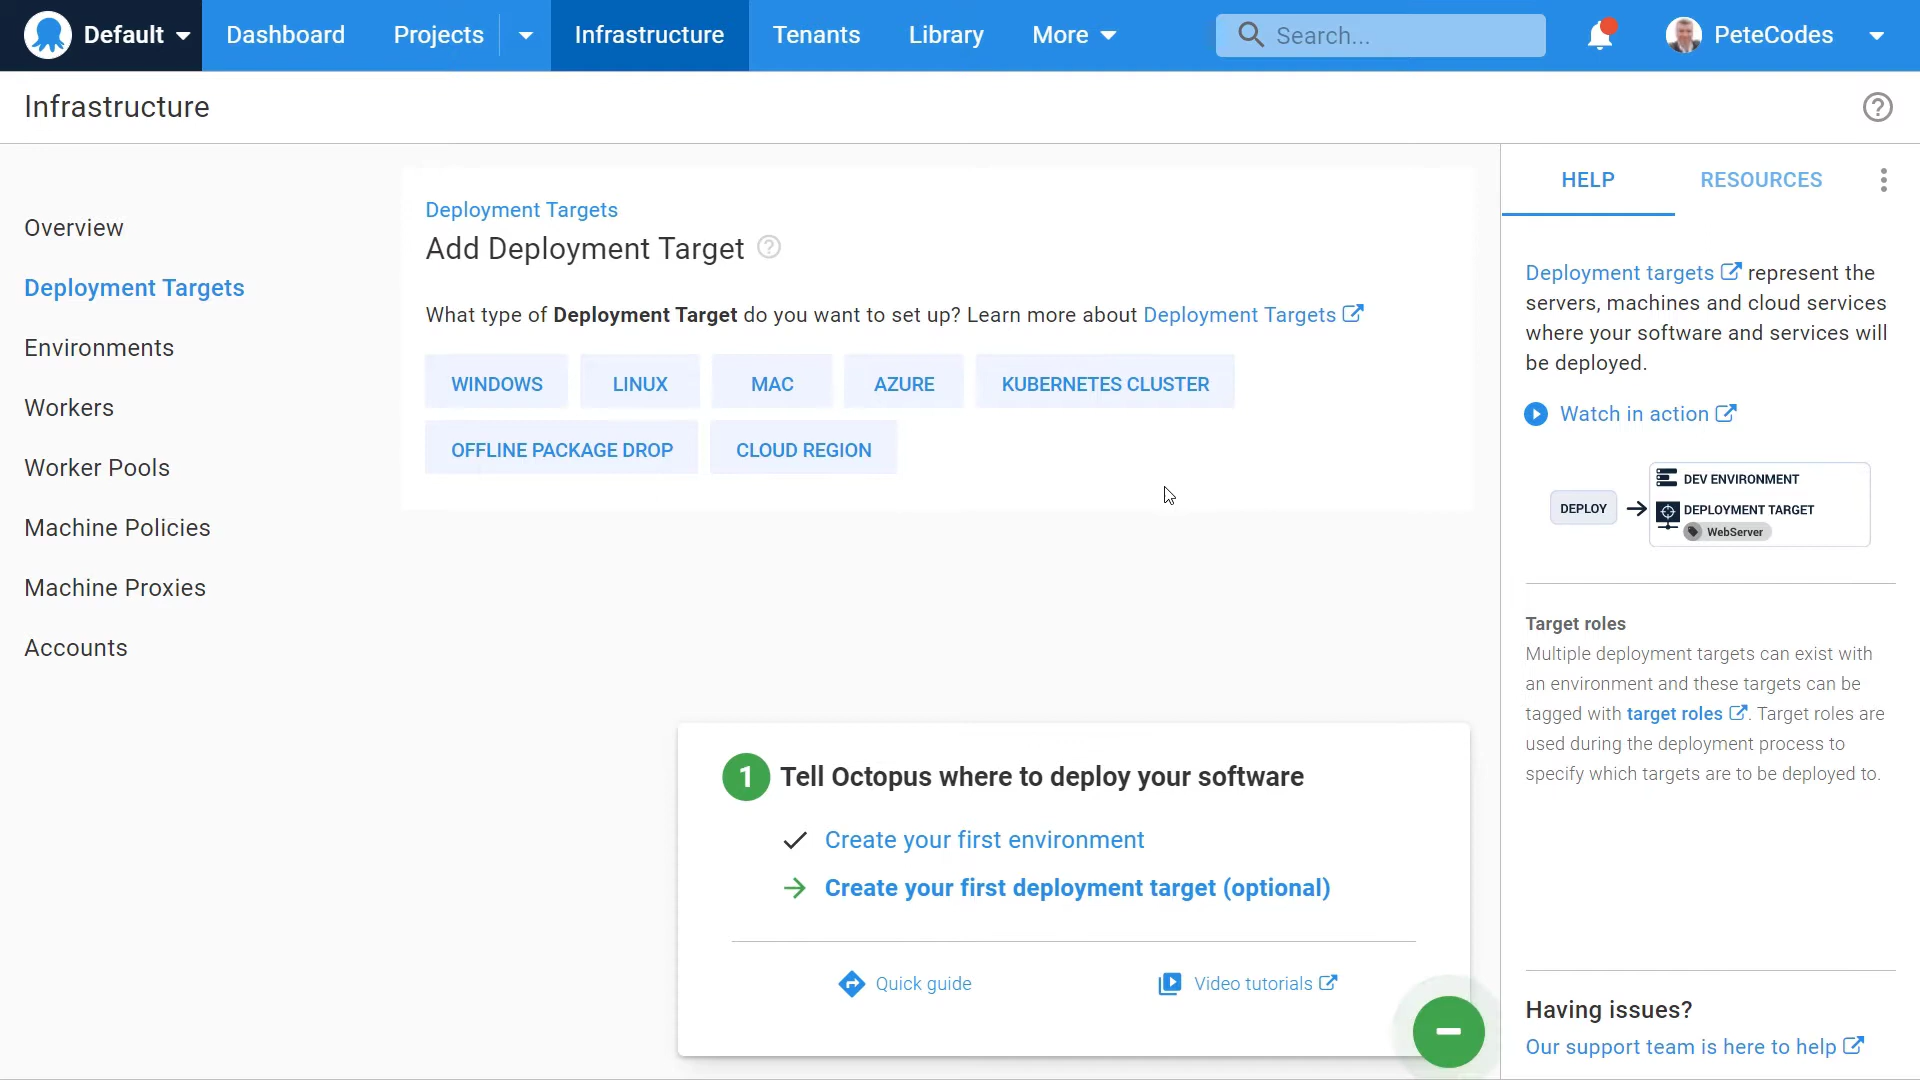 Default
Dashboard
Projects
Infrastructure
Tenants
Library
More
Search...
PeteCodes
Infrastructure
Overview
Deployment Targets
Environments
Workers
Worker Pools
Machine Policies
Machine Proxies
Accounts
Deployment Targets
Add Deployment Target
What type of Deployment Target do you want to set up? Learn more about Deployment Targets
WINDOWS
LINUX
MAC
AZURE
KUBERNETES CLUSTER
OFFLINE PACKAGE DROP
CLOUD REGION
1 Tell Octopus where to deploy your software
Create your first environment
Create your first deployment target (optional)
Quick guide
Video tutorials
HELP
RESOURCES
Deployment targets represent the
servers, machines and cloud services
where your software and services will
be deployed.
Watch in action
DEPLOY
DEV ENVIRONMENT
DEPLOYMENT TARGET
WebServer
Target roles
Multiple deployment targets can exist with
an environment and these targets can be
tagged with target roles. Target roles are
used during the deployment process to
specify which targets are to be deployed to.
Having issues?
Our support team is here to help